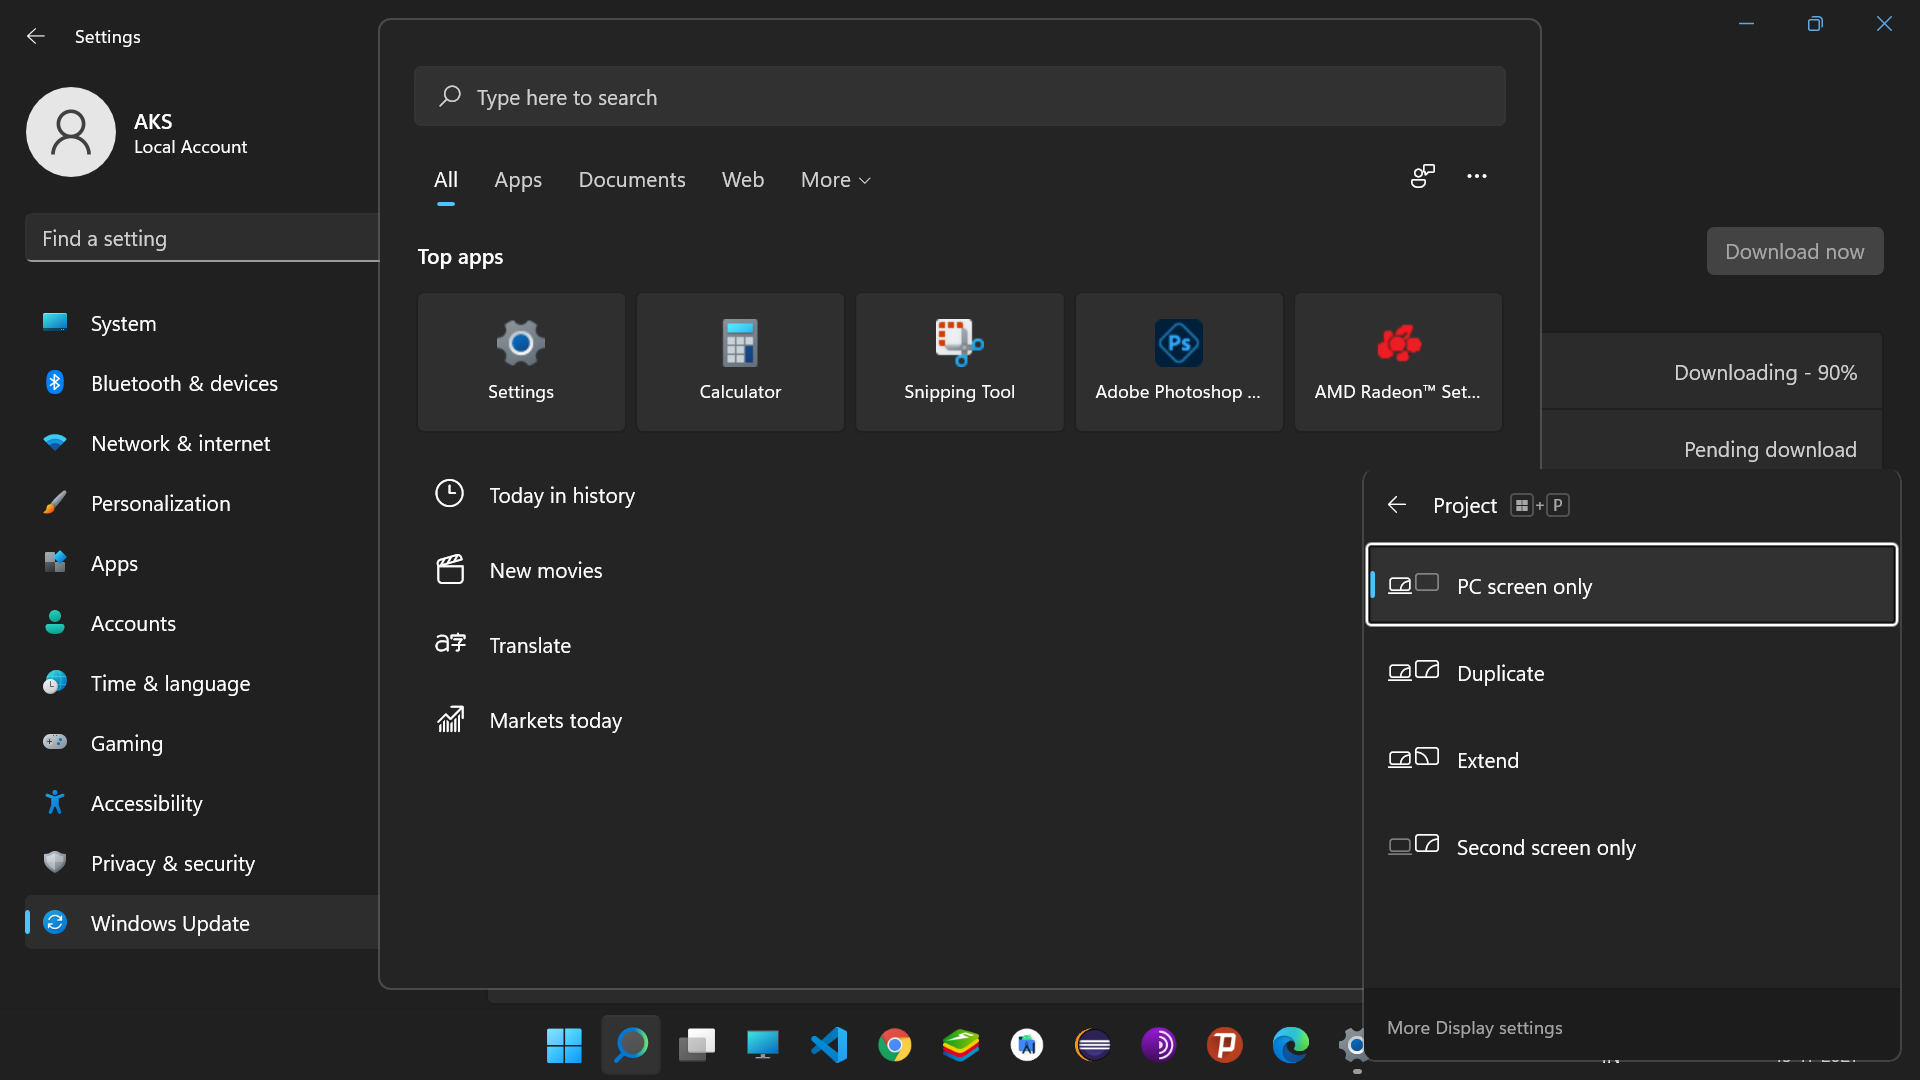 Settings
AKS
Local Account
Find a setting
System
Bluetooth & devices
Network & internet
Personalization
Apps
Accounts
Time & language
Gaming
Accessibility
Privacy & security
Windows Update
Type here to search
All Apps Documents Web More
Top apps
Settings
Calculator
Snipping Tool
Ps
Adobe Photoshop ...
AMD Radeon™ Set...
Today in history
New movies
Translate
Markets today
Download now
Downloading - 90%
Pending download
Project + P
PC screen only
Duplicate
Extend
Second screen only
More Display settings